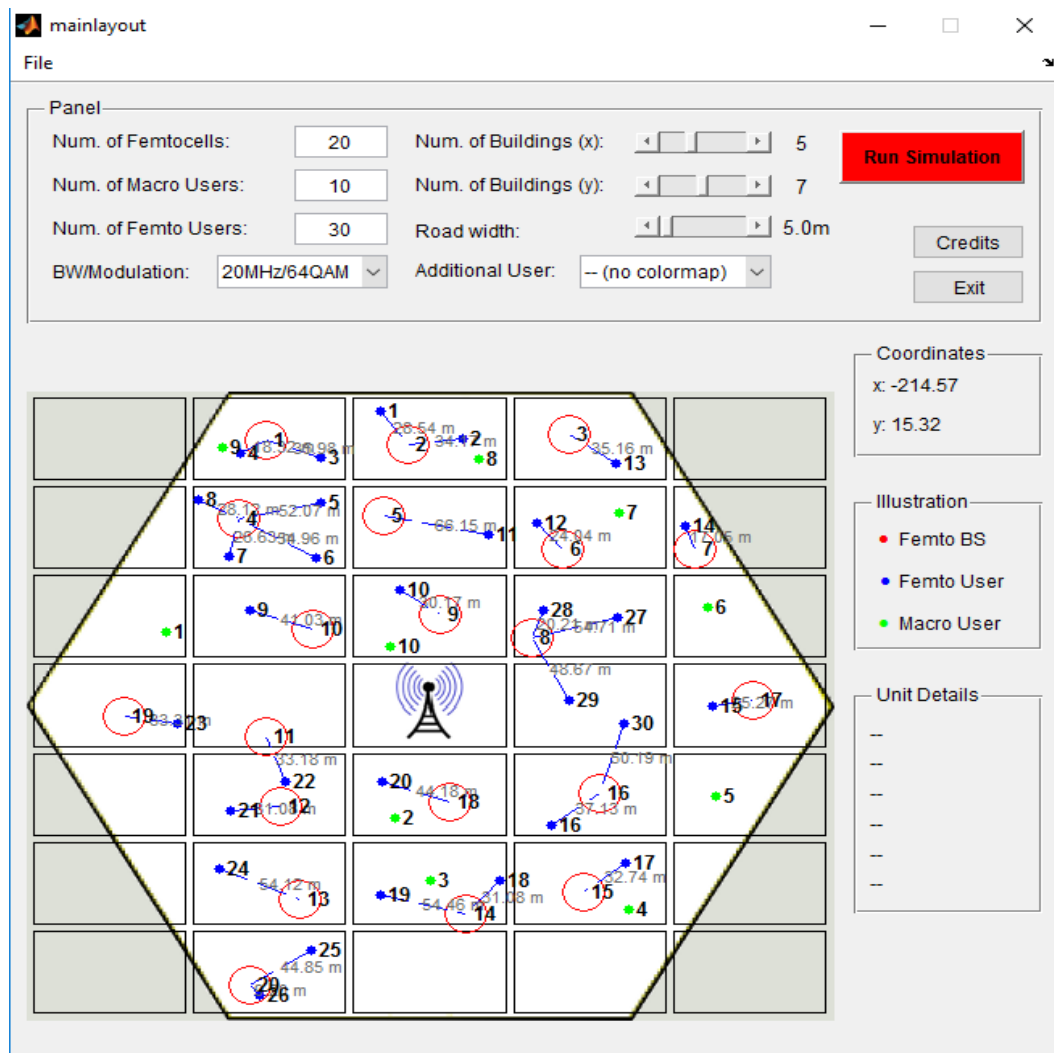 mainlayout
File
Panel
Num. of Femtocells: 20 Num. of Buildings (x): 5 Run Simulation
Num. of Macro Users: 10 Num. of Buildings (y): 7
Num. of Femto Users: 30 Road width: 5.0m
Credits
BW/Modulation: 20MHz/64QAM Additional User: -- (no colormap)
Exit
Coordinates
x: -214.57
y: 15.32
Illustration
Femto BS
Femto User
Macro User
Unit Details
--
--
--
--
--
--
1
9 4 1 3
2 2 8
28.54 m
3
35.16 m
13
8 4 5
52.07 m
7 6
5 11
66.15 m
7
12
24.04 m
6
14
7
1
9
41.03 m
10
10
9
10
28 27
8
48.67 m
29
6
19 23
11
33.18 m
22
30
15 17
21 12
20
44.18 m
18
2
16
37.13 m
16
5
24
54.12 m
13
3 18
19
54.46 m
31.08 m
14
17
32.74 m
15
4
25
44.85 m
20
26